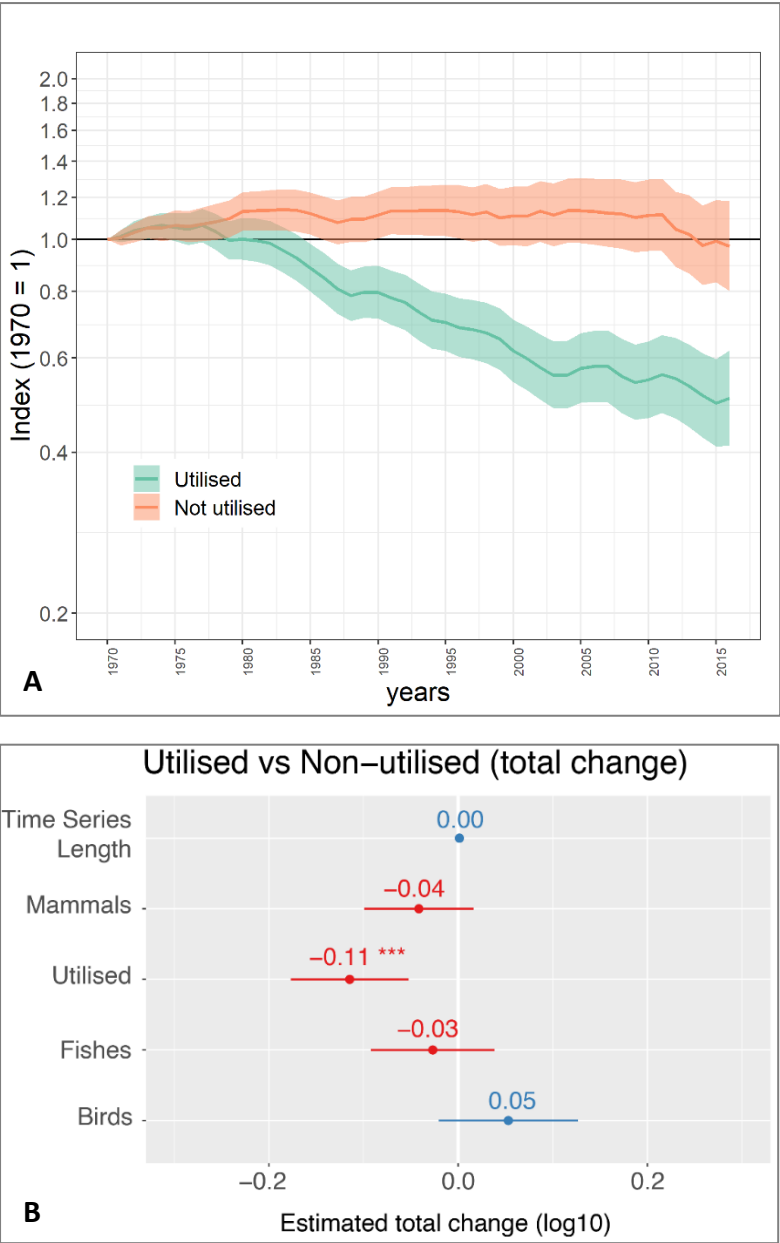 2.0
1.8
1.6
1.4
1.2
1.0
0.8
0.6
0.4
0.2
Index (1970 = 1)
Utilised
Not utilised
1970
1975
1980
1985
1990
1995
2000
2005
2010
2015
years
A
Utilised vs Non−utilised (total change)
Time Series
Length
0.00
Mammals
−0.04
Utilised
−0.11 ***
Fishes
−0.03
Birds
0.05
−0.2 0.0 0.2
Estimated total change (log10)
B